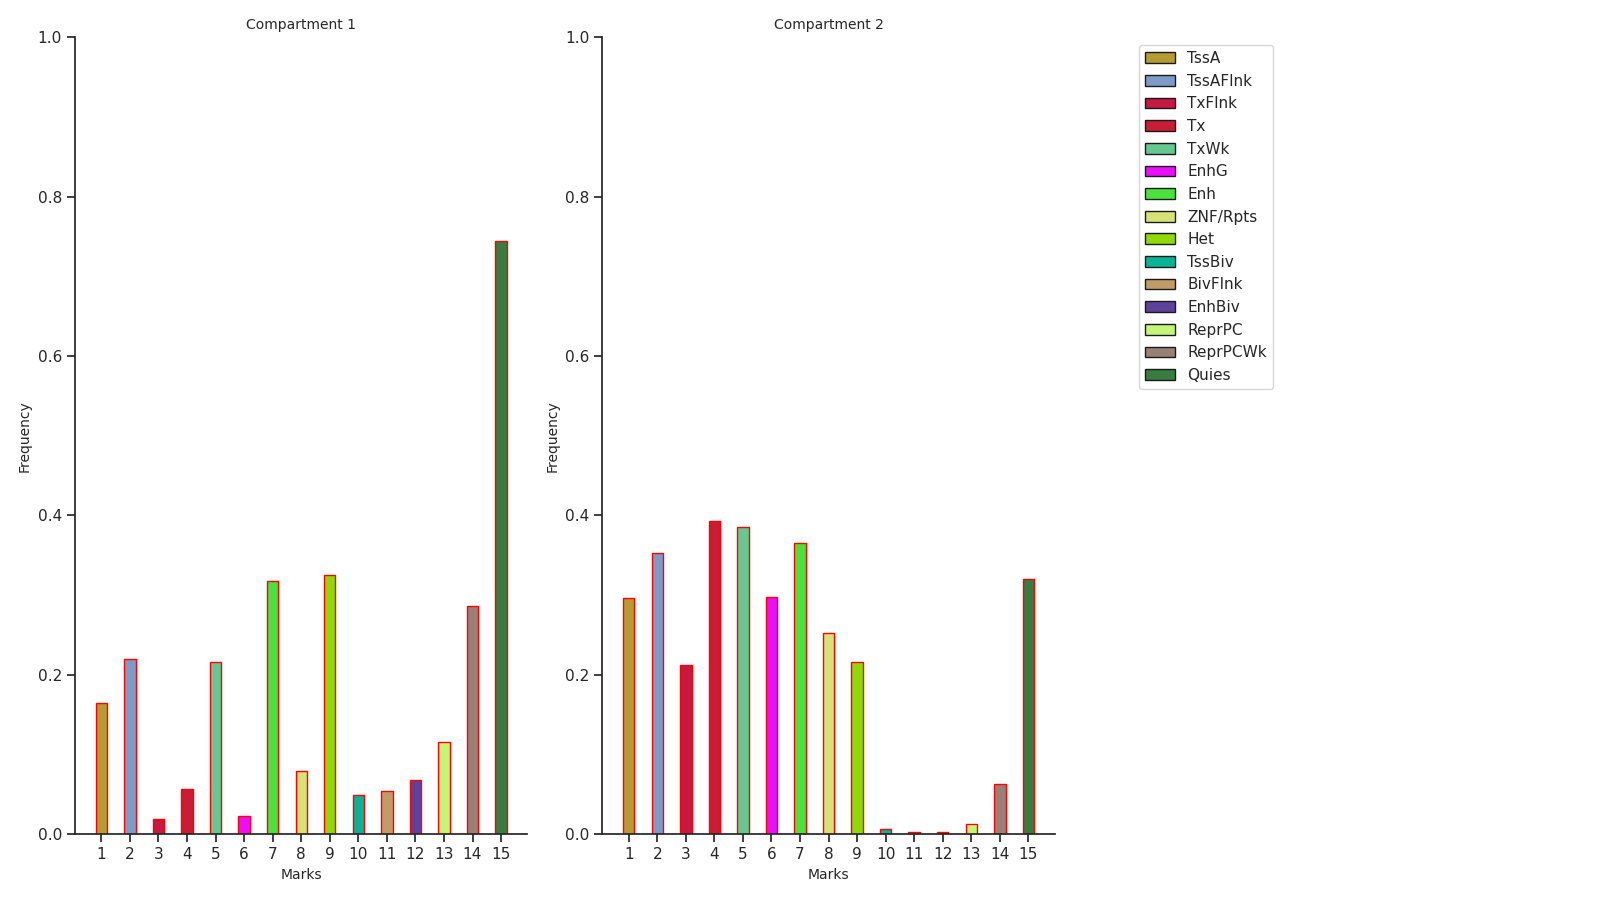 Compartment 1
Compartment 2
1.0
0.8
0.6
0.4
0.2
0.0
Frequency
1 2 3 4 5 6 7 8 9 10 11 12 13 14 15
Marks
1.0
0.8
0.6
0.4
0.2
0.0
Frequency
1 2 3 4 5 6 7 8 9 10 11 12 13 14 15
Marks
TssA
TssAFlnk
TxFlnk
Tx
TxWk
EnhG
Enh
ZNF/Rpts
Het
TssBiv
BivFlnk
EnhBiv
ReprPC
ReprPCWk
Quies